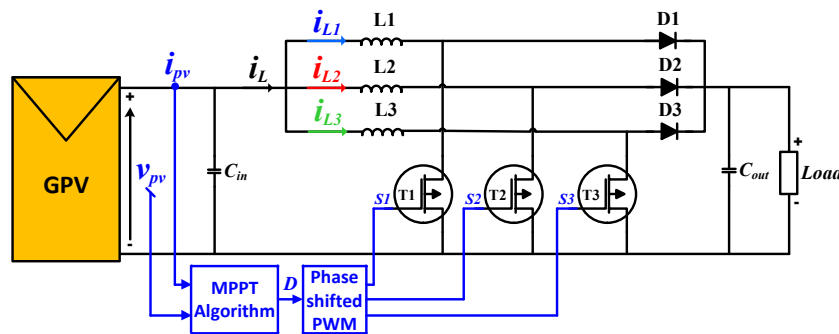 L1
D1
i_L1
i_pv
i_L
L2
D2
i_L2
L3
D3
i_L3
+
GPV
v_pv
-
C_in
T1
T2
T3
S1
S2
S3
C_out
+
Load
-
MPPT
Algorithm
D
Phase
shifted
PWM